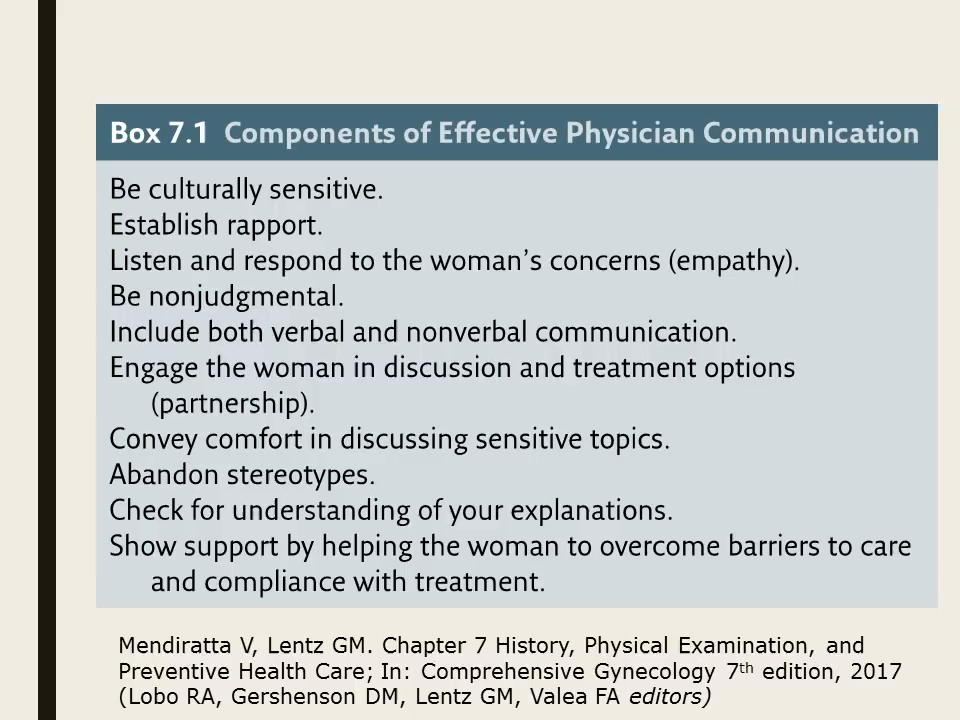 Box 7.1 Components of Effective Physician Communication
Be culturally sensitive.
Establish rapport.
Listen and respond to the woman’s concerns (empathy).
Be nonjudgmental.
Include both verbal and nonverbal communication.
Engage the woman in discussion and treatment options
(partnership).
Convey comfort in discussing sensitive topics.
Abandon stereotypes.
Check for understanding of your explanations.
Show support by helping the woman to overcome barriers to care
and compliance with treatment.
Mendiratta V, Lentz GM. Chapter 7 History, Physical Examination, and
Preventive Health Care; In: Comprehensive Gynecology 7th edition, 2017
(Lobo RA, Gershenson DM, Lentz GM, Valea FA editors)